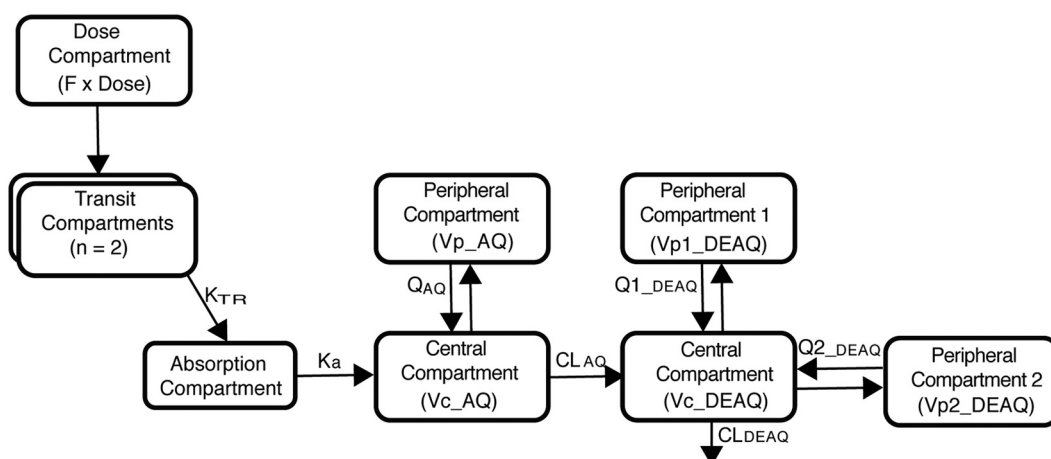 Dose
Compartment
(F x Dose)
Transit
Compartments
(n = 2)
KTR
Absorption
Compartment
Ka
Peripheral
Compartment
(Vp_AQ)
QAQ
Central
Compartment
(Vc_AQ)
CLAQ
Peripheral
Compartment 1
(Vp1_DEAQ)
Q1_DEAQ
Central
Compartment
(Vc_DEAQ)
CLDEAQ
Q2_DEAQ
Peripheral
Compartment 2
(Vp2_DEAQ)